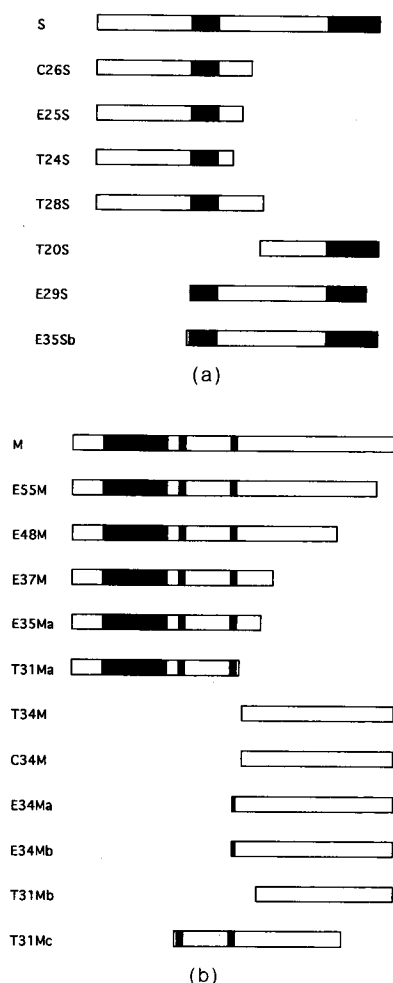 S
C26S
E25S
T24S
T28S
T20S
E29S
E35Sb
(a)
M
E55M
E48M
E37M
E35Ma
T31Ma
T34M
C34M
E34Ma
E34Mb
T31Mb
T31Mc
(b)